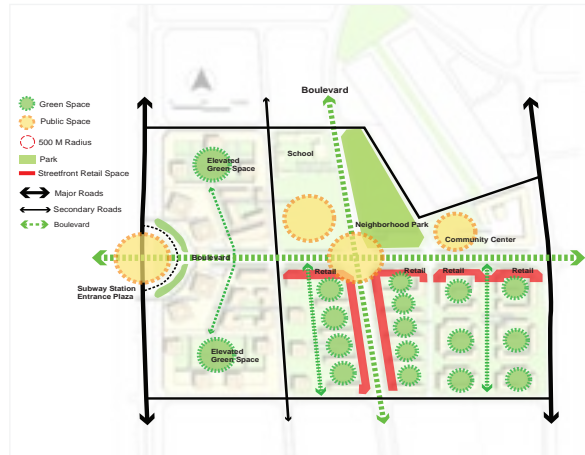 Boulevard
Green Space
Public Space
500 M Radius
Park
Streetfront Retail Space
Major Roads
Secondary Roads
Boulevard
School
Elevated
Green Space
Neighborhood Park
Community Center
Boulevard
Subway Station
Entrance Plaza
Retail
Retail
Retail
Retail
Elevated
Green Space